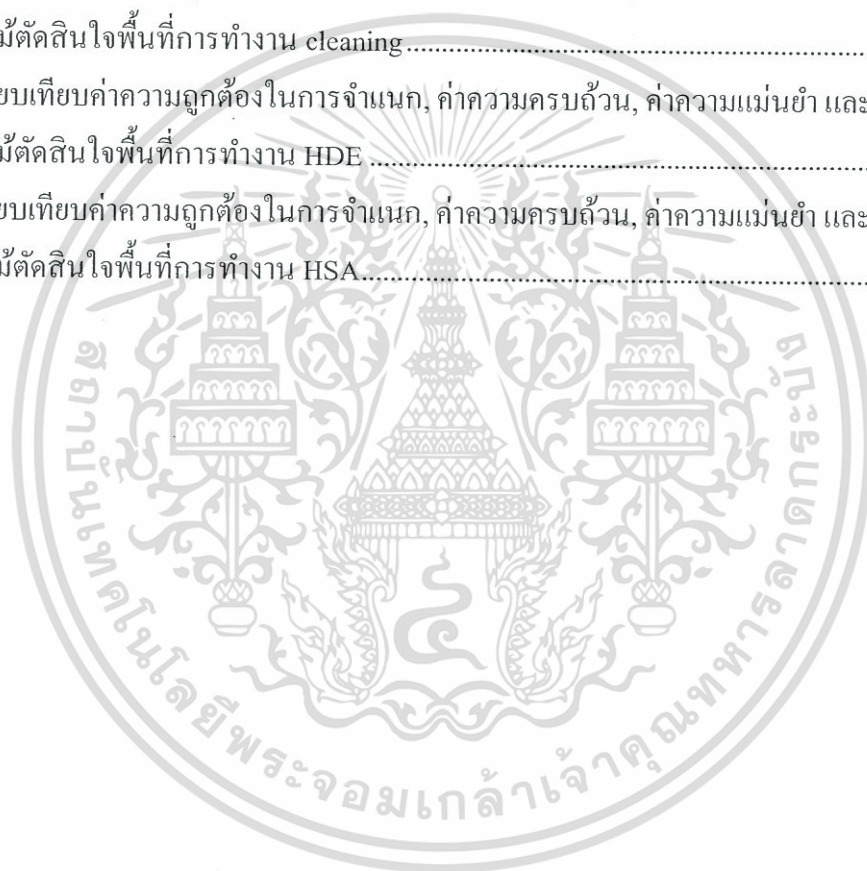 ม้ตัดสินใจพื้นที่การทำงาน cleaning
ยบเทียบค่าความถูกต้องในการจำแนก, ค่าความครบถ้วน, ค่าความแม่นยำ และ
ม้ตัดสินใจพื้นที่การทำงาน HDE
ยบเทียบค่าความถูกต้องในการจำแนก, ค่าความครบถ้วน, ค่าความแม่นยำ และ
ม้ตัดสินใจพื้นที่การทำงาน HSA
สถาบันเทคโนโลยีพระจอมเกล้าเจ้าคุณทหารลาดกระบัง